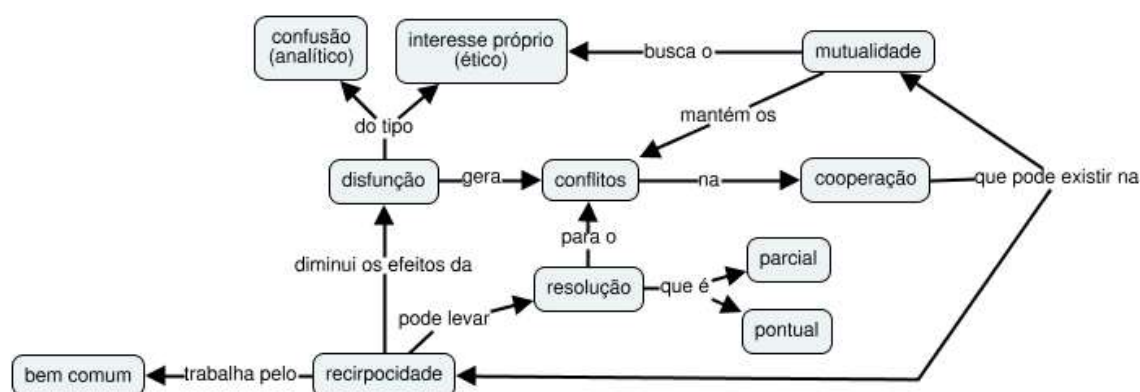 confusão
(analítico)
interesse próprio
(ético)
busca o
mutualidade
do tipo
mantém os
disfunção
gera
conflitos
na
cooperação
que pode existir na
para o
diminui os efeitos da
parcial
resolução
que é
pode levar
pontual
bem comum
trabalha pelo
recirpocidade